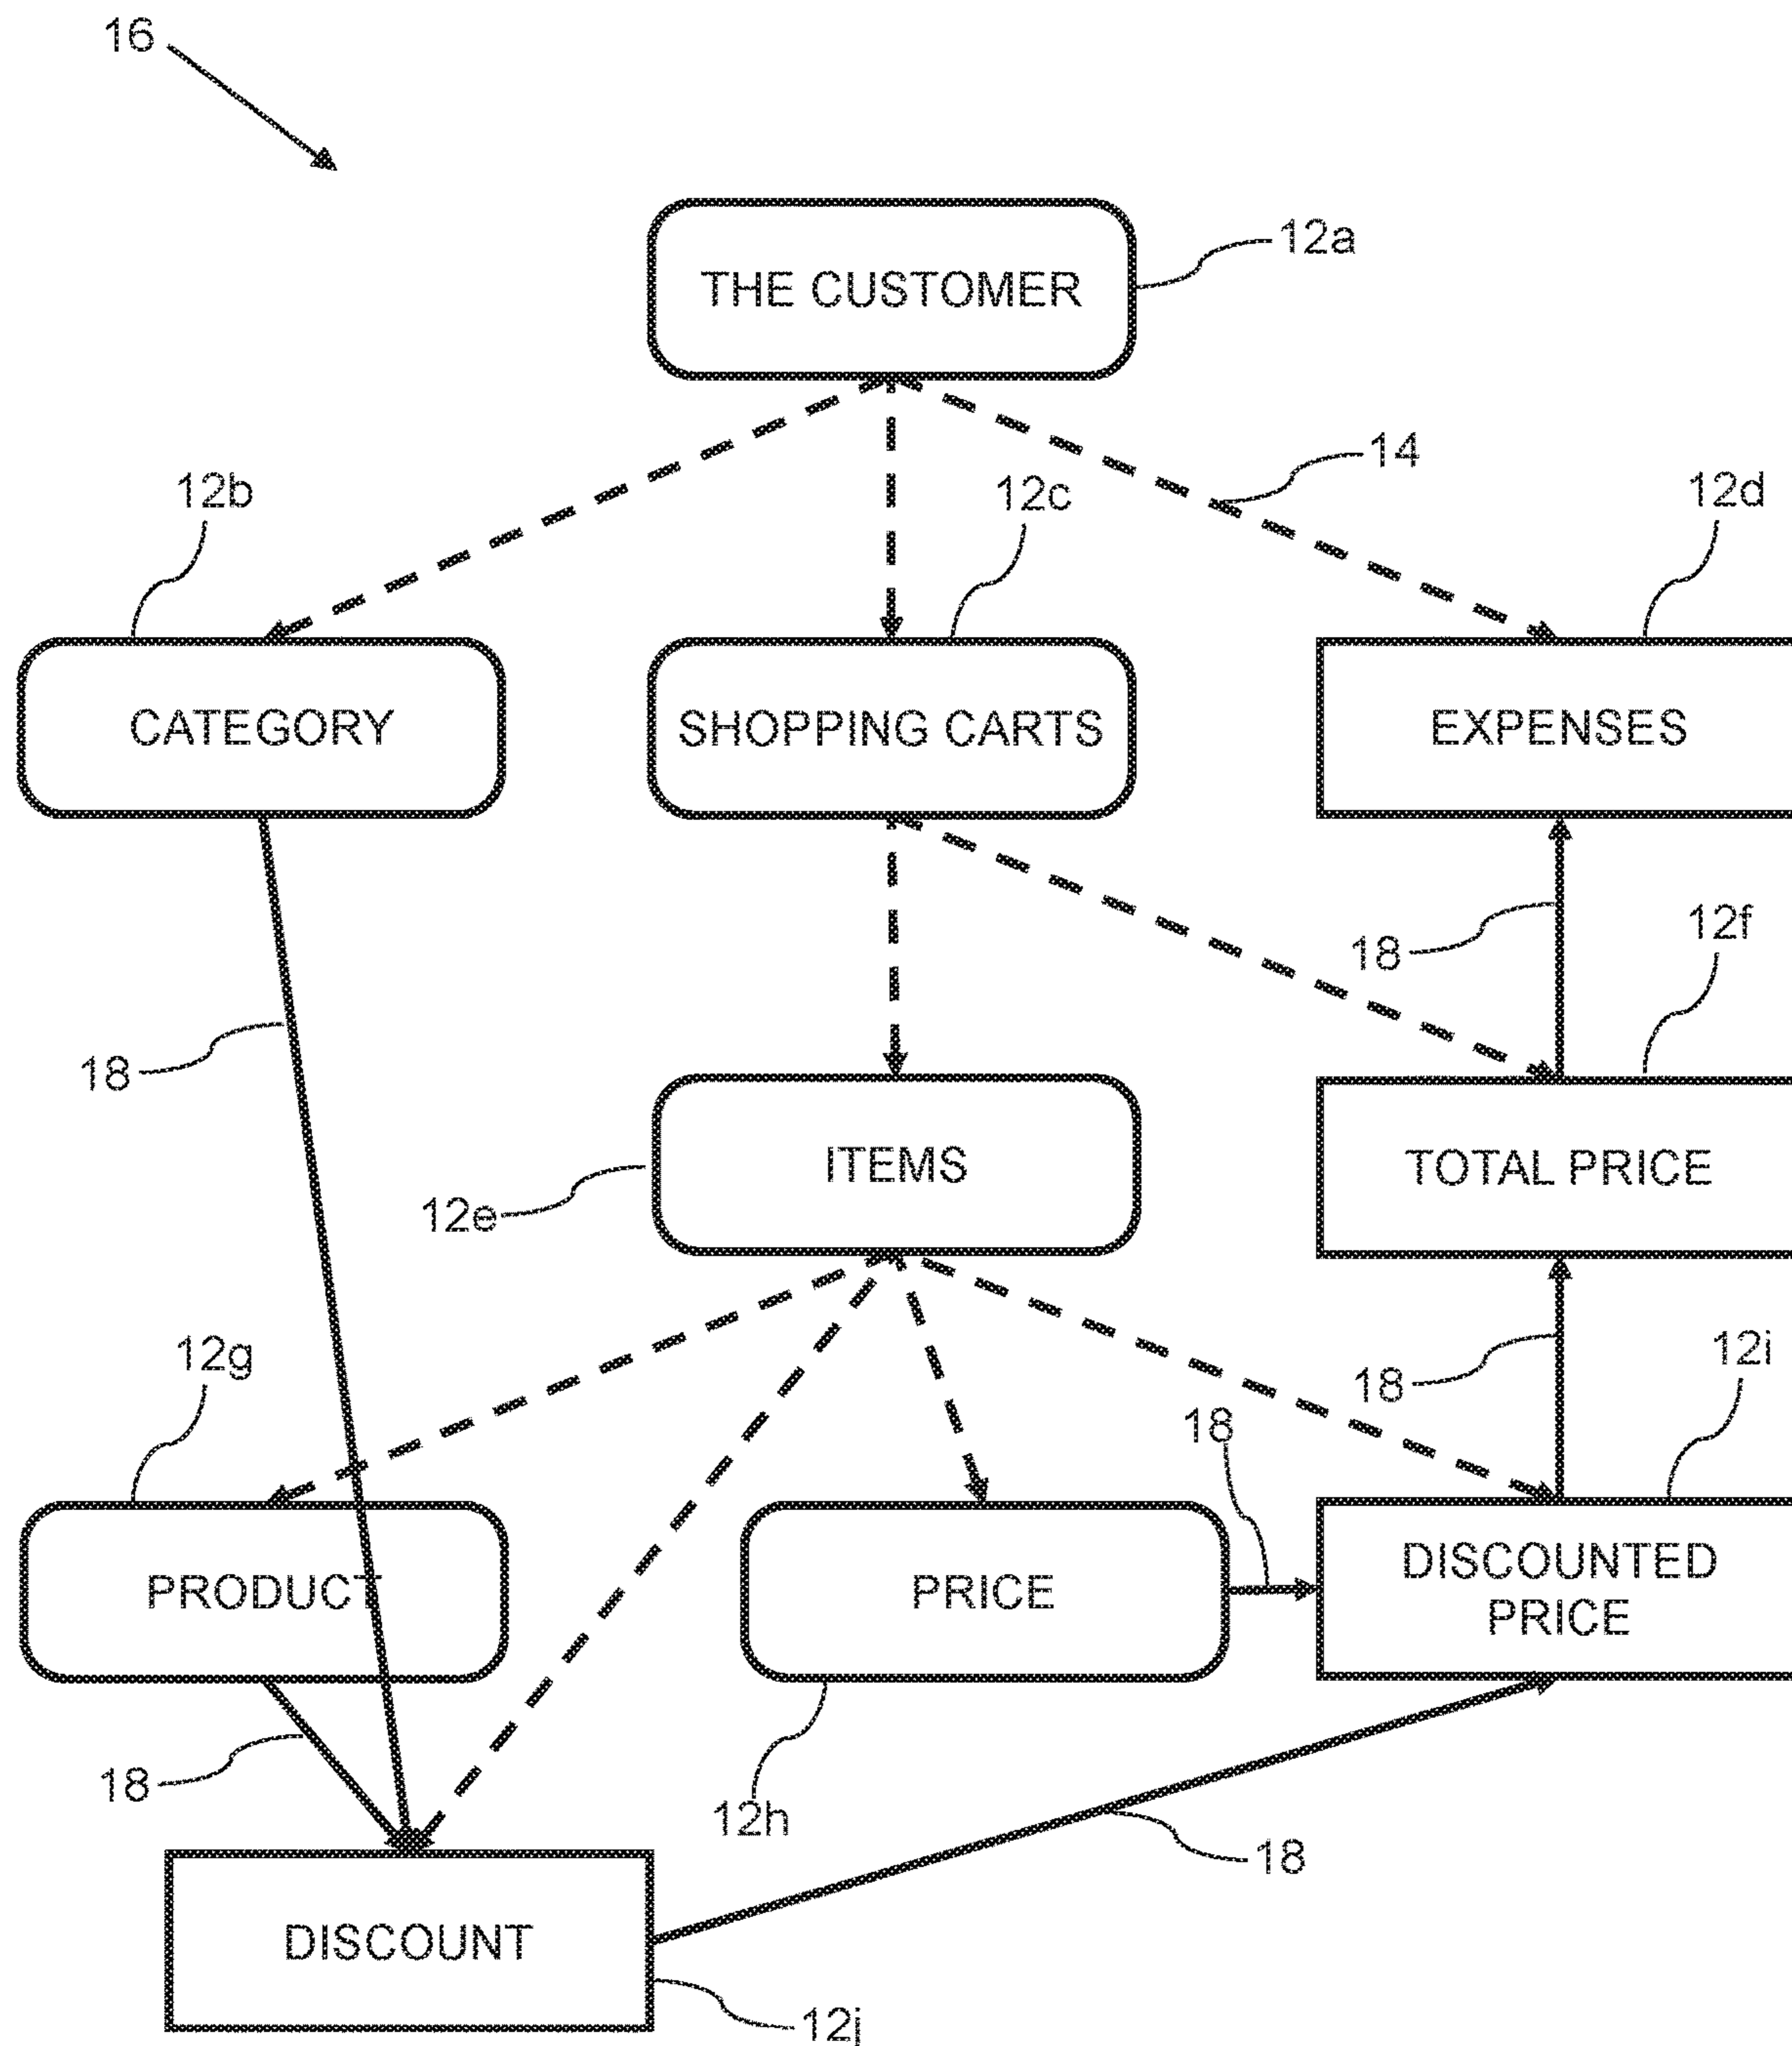 16
THE CUSTOMER
12a
14
12b
12c
12d
CATEGORY
SHOPPING CARTS
EXPENSES
18
12f
18
ITEMS
TOTAL PRICE
12e
12g
12i
18
18
PRODUCT
PRICE
DISCOUNTED
PRICE
18
12h
18
DISCOUNT
12j